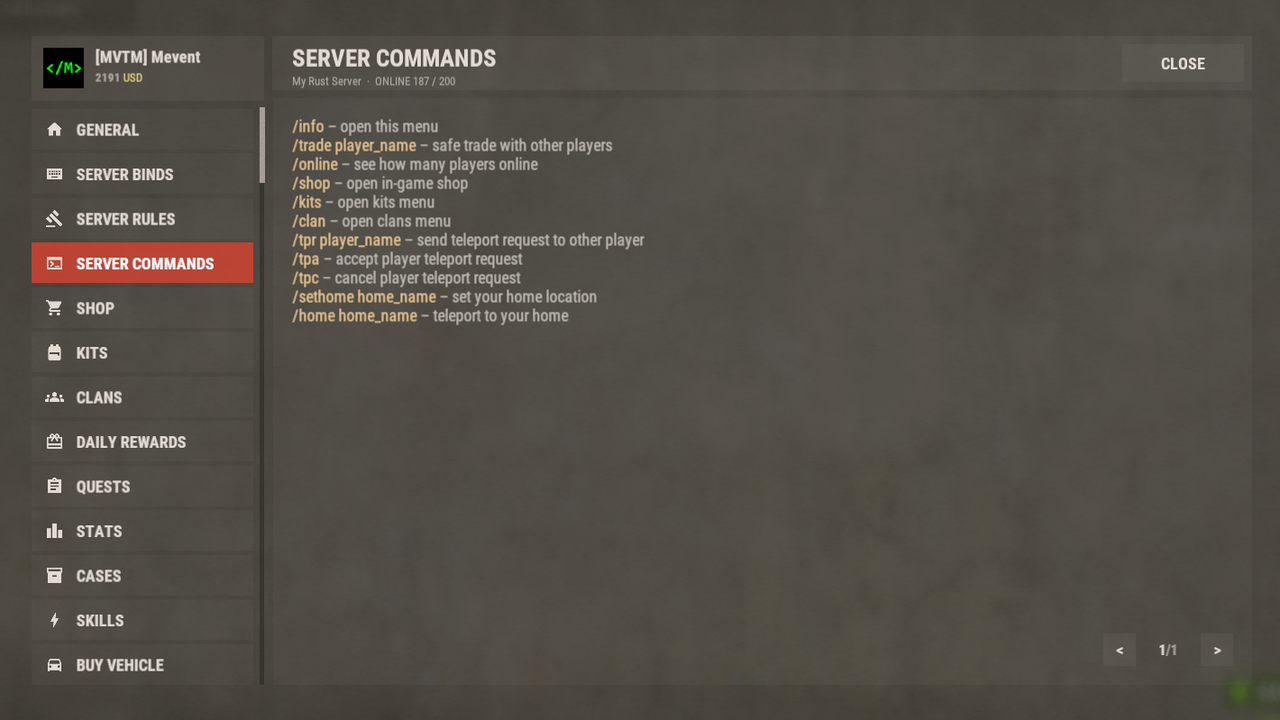 </M>
[MVTM] Mevent
2191 USD
GENERAL
SERVER BINDS
SERVER RULES
SERVER COMMANDS
SHOP
KITS
CLANS
DAILY REWARDS
QUESTS
STATS
CASES
SKILLS
BUY VEHICLE
SERVER COMMANDS
My Rust Server · ONLINE 187 / 200
CLOSE
/info – open this menu
/trade player_name – safe trade with other players
/online – see how many players online
/shop – open in-game shop
/kits – open kits menu
/clan – open clans menu
/tpr player_name – send teleport request to other player
/tpa – accept player teleport request
/tpc – cancel player teleport request
/sethome home_name – set your home location
/home home_name – teleport to your home
< 1/1 >